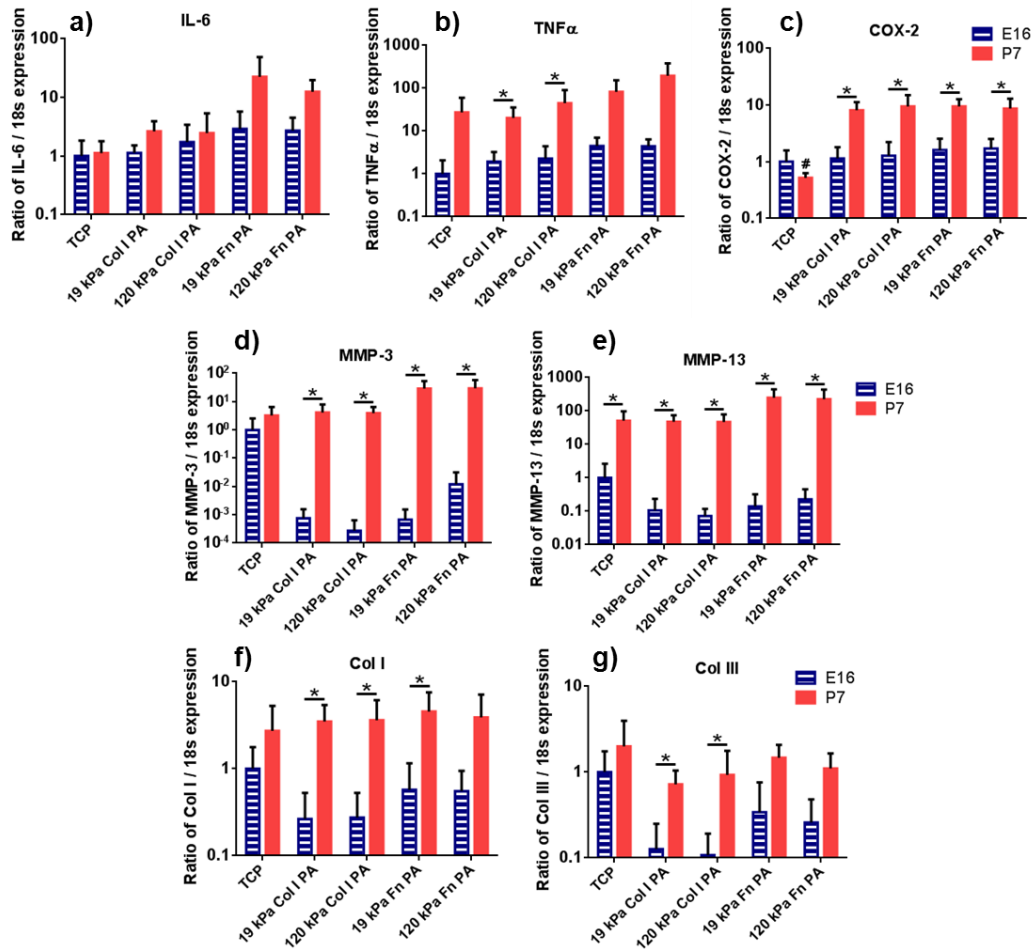 a)
IL-6
Ratio of IL-6 / 18s expression
100
10
1
0.1
TCP
19 kPa Col I PA
120 kPa Col I PA
19 kPa Fn PA
120 kPa Fn PA
b)
TNFα
Ratio of TNFα / 18s expression
1000
100
10
1
0.1
* *
TCP
19 kPa Col I PA
120 kPa Col I PA
19 kPa Fn PA
120 kPa Fn PA
c)
COX-2
E16
P7
Ratio of COX-2 / 18s expression
100
10
1
0.1
# * * * *
TCP
19 kPa Col I PA
120 kPa Col I PA
19 kPa Fn PA
120 kPa Fn PA
d)
MMP-3
Ratio of MMP-3 / 18s expression
10²
10¹
10⁰
10⁻¹
10⁻²
10⁻³
10⁻⁴
* * * *
TCP
19 kPa Col I PA
120 kPa Col I PA
19 kPa Fn PA
120 kPa Fn PA
e)
MMP-13
E16
P7
Ratio of MMP-13 / 18s expression
1000
100
10
1
0.1
0.01
* * * * *
TCP
19 kPa Col I PA
120 kPa Col I PA
19 kPa Fn PA
120 kPa Fn PA
f)
Col I
Ratio of Col I / 18s expression
10
1
0.1
* * *
TCP
19 kPa Col I PA
120 kPa Col I PA
19 kPa Fn PA
120 kPa Fn PA
g)
Col III
E16
P7
Ratio of Col III / 18s expression
10
1
0.1
* *
TCP
19 kPa Col I PA
120 kPa Col I PA
19 kPa Fn PA
120 kPa Fn PA